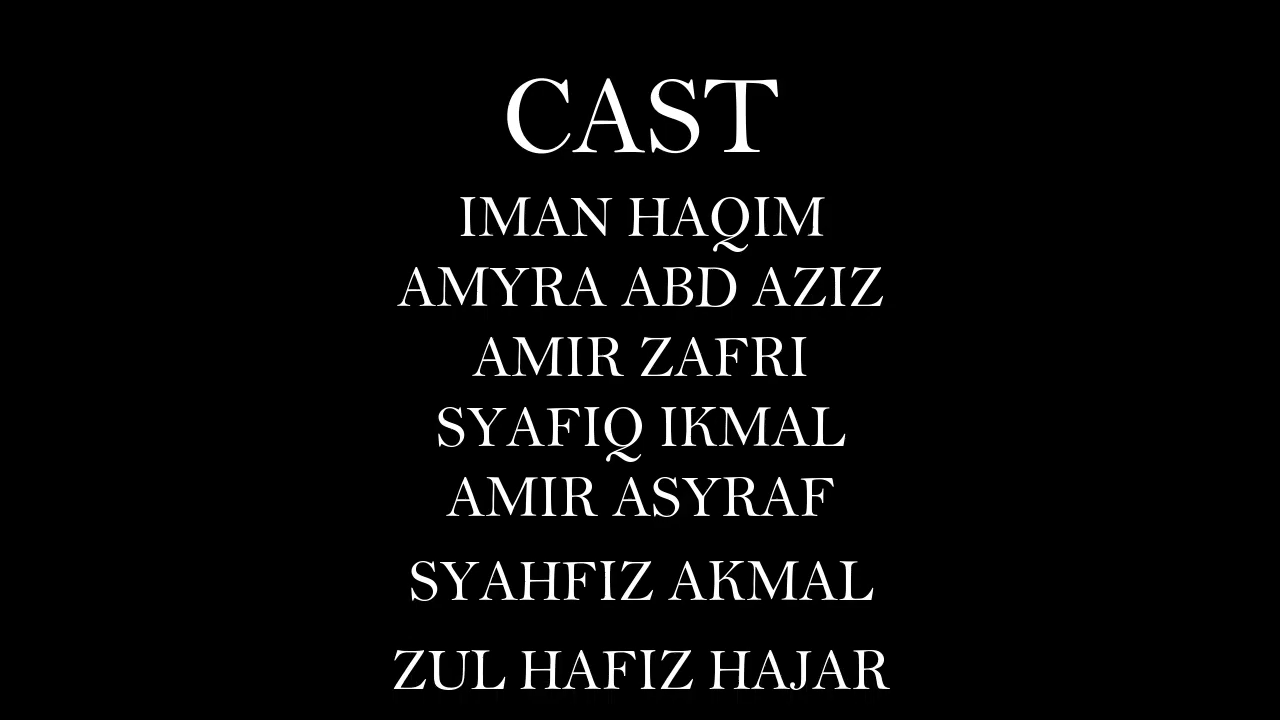 CAST
IMAN HAQIM
AMYRA ABD AZIZ
AMIR ZAFRI
SYAFIQ IKMAL
AMIR ASYRAF
SYAHFIZ AKMAL
ZUL HAFIZ HAJAR